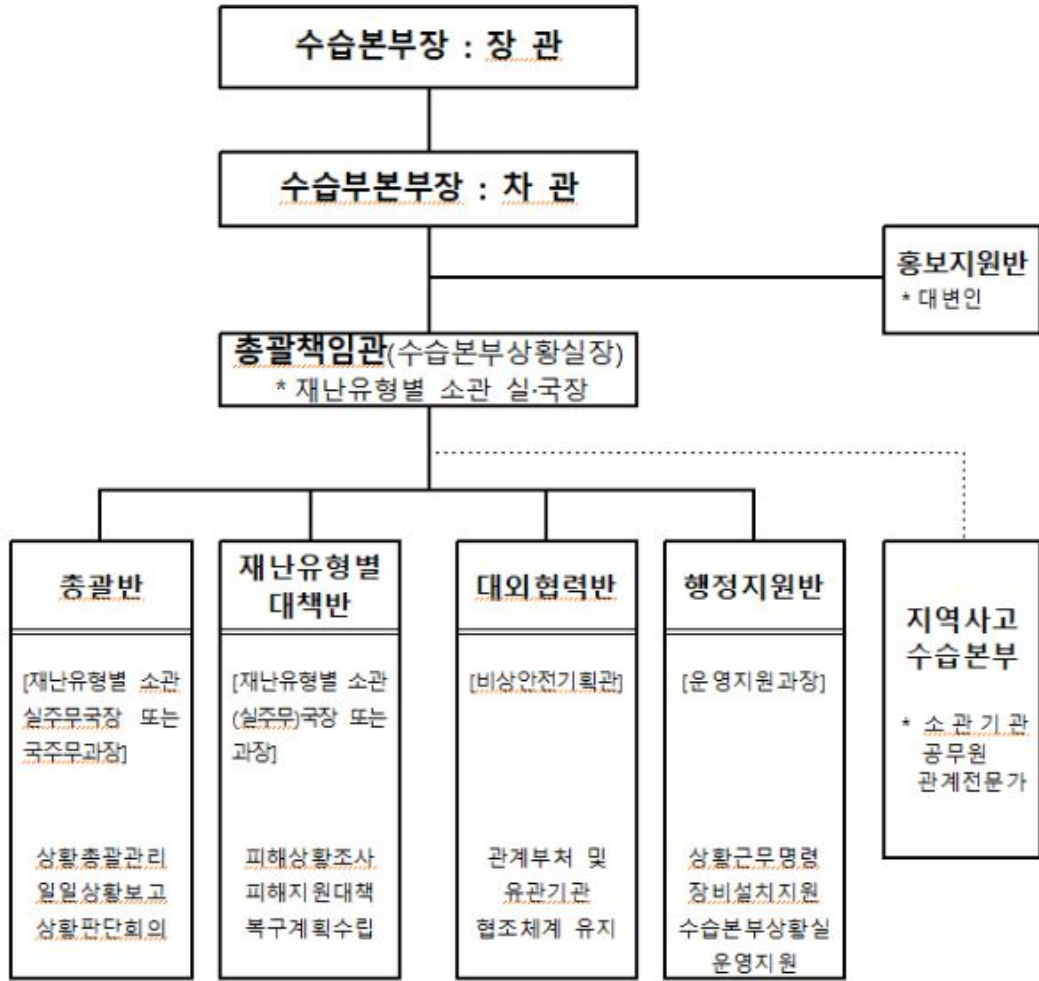 수습본부장 : 장 관
수습부본부장 : 차 관
홍보지원반
* 대변인
총괄책임관(수습본부상황실장)
* 재난유형별 소관 실·국장
총괄반
[재난유형별 소관
실주무국장 또는
국주무과장]
상황총괄관리
일일상황보고
상황판단회의
재난유형별
대책반
[재난유형별 소관
(실주무)국장 또는
과장]
피해상황조사
피해지원대책
복구계획수립
대외협력반
[비상안전기획관]
관계부처 및
유관기관
협조체계 유지
행정지원반
[운영지원과장]
상황근무명령
장비설치지원
수습본부상황실
운영지원
지역사고
수습본부
* 소관기관
공무원
관계전문가